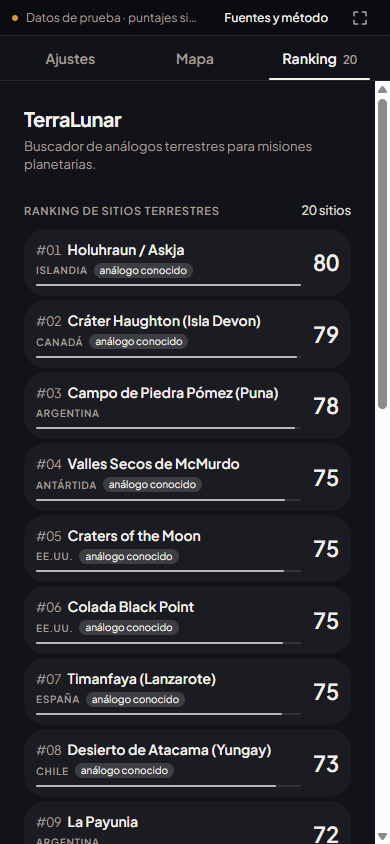 Datos de prueba · puntajes si...
Fuentes y método
Ajustes
Mapa
Ranking 20
TerraLunar
Buscador de análogos terrestres para misiones
planetarias.
RANKING DE SITIOS TERRESTRES
20 sitios
#01 Holuhraun / Askja
ISLANDIA análogo conocido
80
#02 Cráter Haughton (Isla Devon)
CANADÁ análogo conocido
79
#03 Campo de Piedra Pómez (Puna)
ARGENTINA
78
#04 Valles Secos de McMurdo
ANTÁRTIDA análogo conocido
75
#05 Craters of the Moon
EE.UU. análogo conocido
75
#06 Colada Black Point
EE.UU. análogo conocido
75
#07 Timanfaya (Lanzarote)
ESPAÑA análogo conocido
75
#08 Desierto de Atacama (Yungay)
CHILE análogo conocido
73
#09 La Payunia
ARGENTINA
72